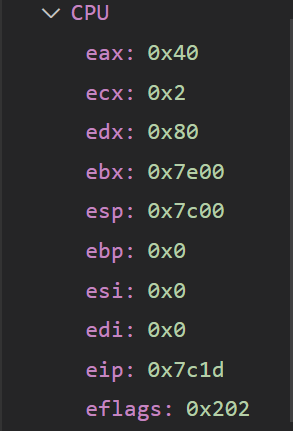 CPU
eax: 0x40
ecx: 0x2
edx: 0x80
ebx: 0x7e00
esp: 0x7c00
ebp: 0x0
esi: 0x0
edi: 0x0
eip: 0x7c1d
eflags: 0x202